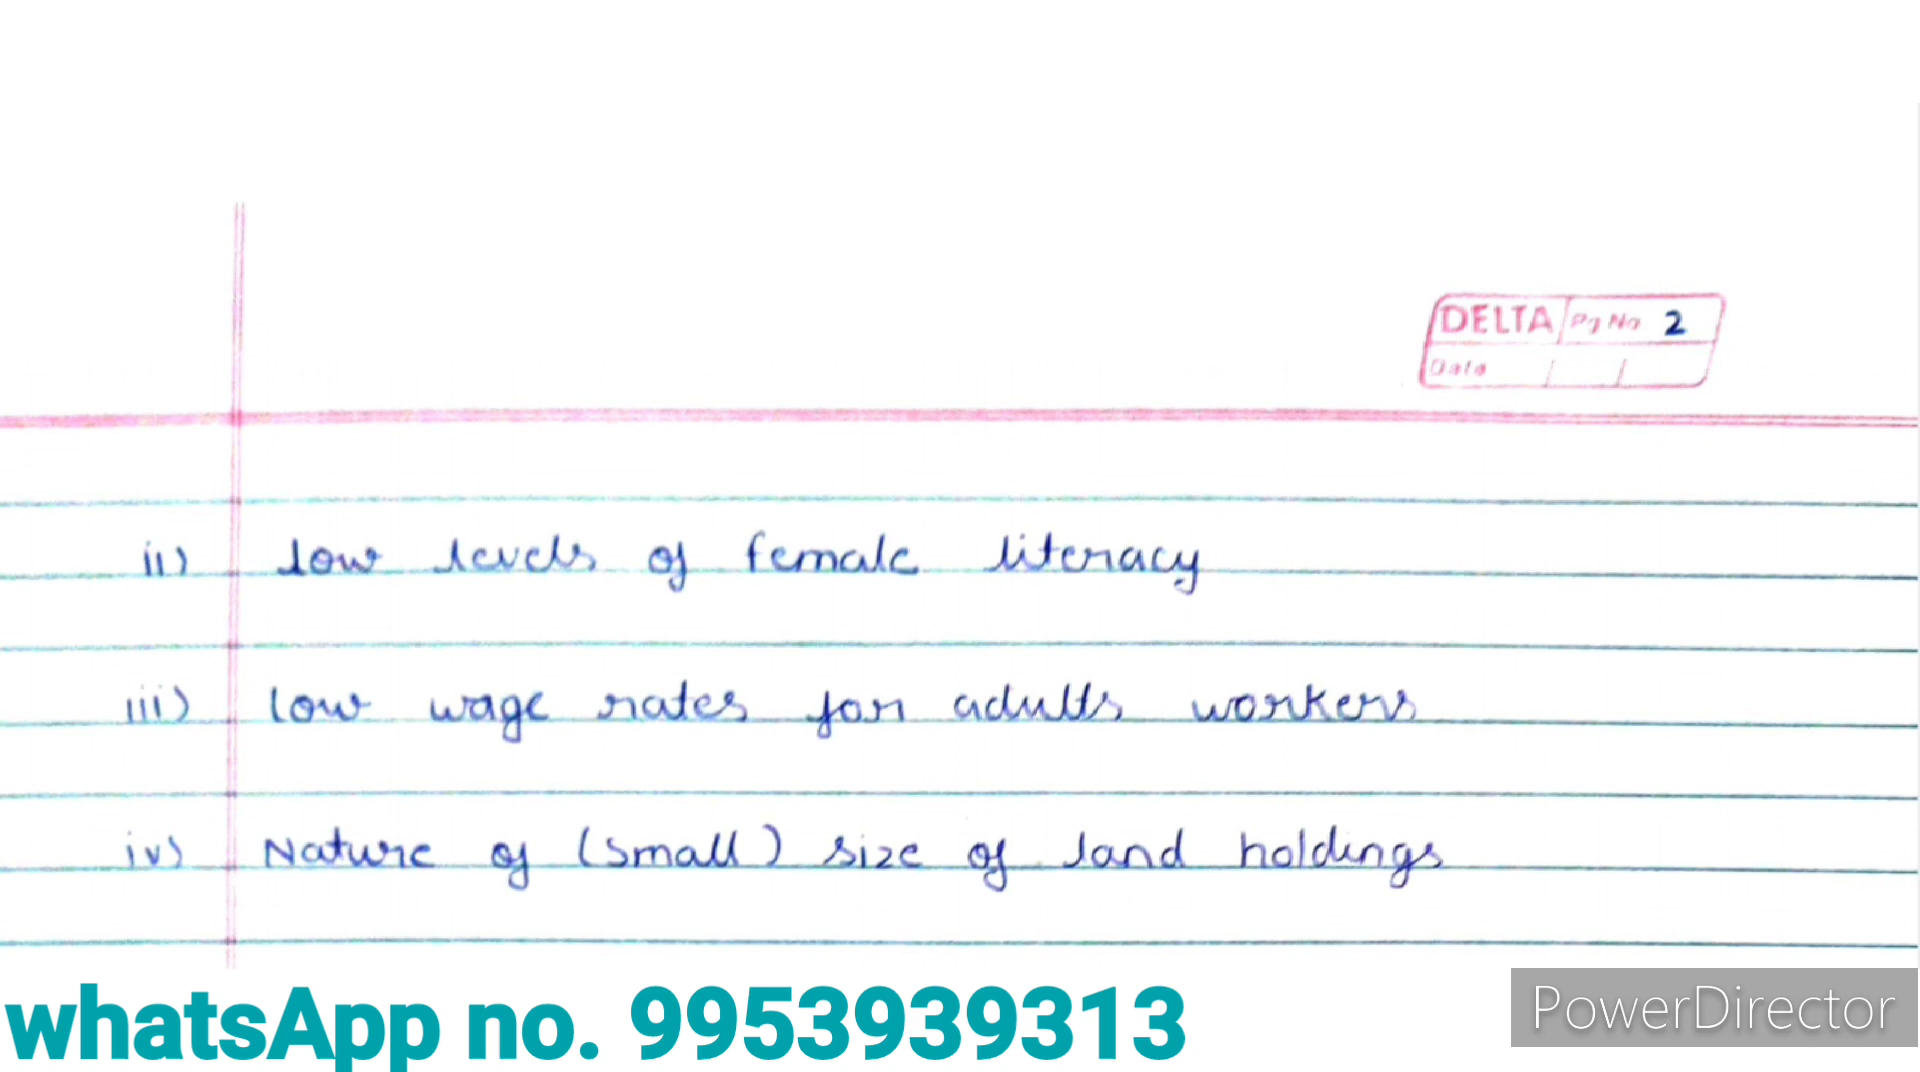 DELTA Pg No 2
Date
ii) low levels of female literacy
iii) low wage rates for adults workers
iv) Nature of (small) size of land holdings
whatsApp no. 9953939313
PowerDirector